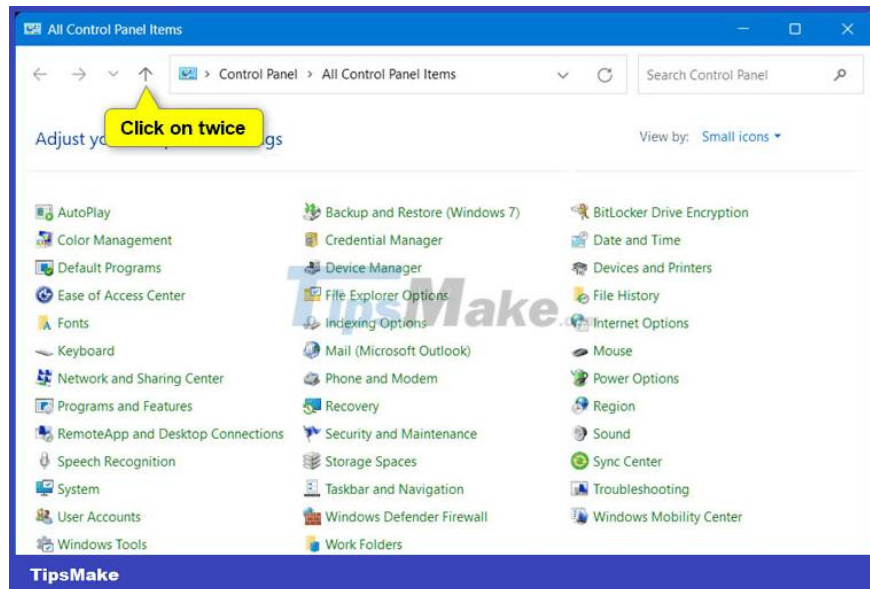 All Control Panel Items
Control Panel > All Control Panel Items
Search Control Panel
Click on twice
Adjust yo gs
View by: Small icons
AutoPlay
Backup and Restore (Windows 7)
BitLocker Drive Encryption
Color Management
Credential Manager
Date and Time
Default Programs
Device Manager
Devices and Printers
Ease of Access Center
File Explorer Options
File History
Fonts
Indexing Options
Internet Options
Keyboard
Mail (Microsoft Outlook)
Mouse
Network and Sharing Center
Phone and Modem
Power Options
Programs and Features
Recovery
Region
RemoteApp and Desktop Connections
Security and Maintenance
Sound
Speech Recognition
Storage Spaces
Sync Center
System
Taskbar and Navigation
Troubleshooting
User Accounts
Windows Defender Firewall
Windows Mobility Center
Windows Tools
Work Folders
TipsMake
TipsMake